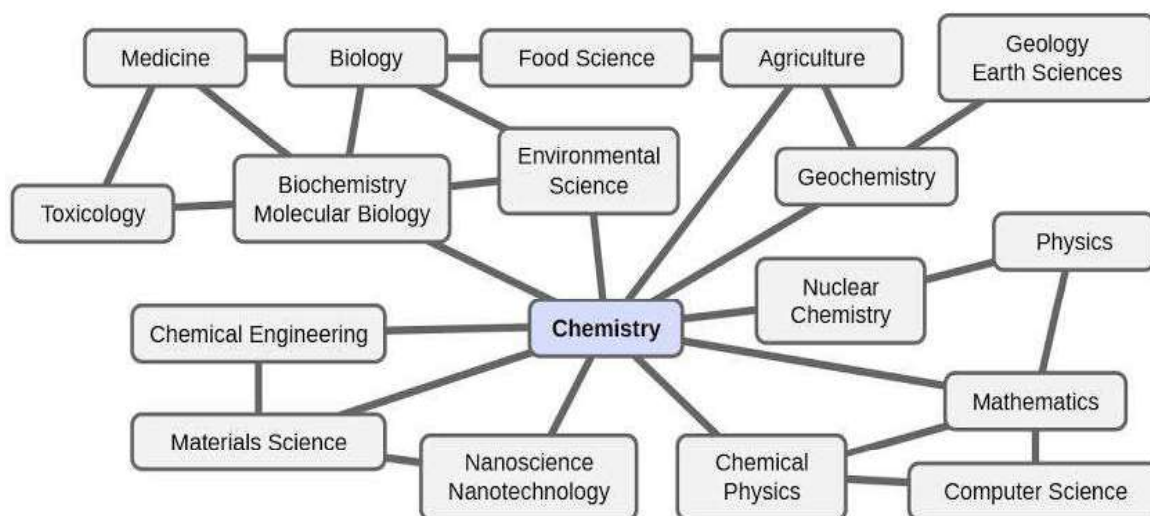 Medicine
Biology
Food Science
Agriculture
Geology
Earth Sciences
Environmental
Science
Geochemistry
Biochemistry
Molecular Biology
Toxicology
Physics
Nuclear
Chemistry
Chemical Engineering
Chemistry
Mathematics
Materials Science
Nanoscience
Nanotechnology
Chemical
Physics
Computer Science